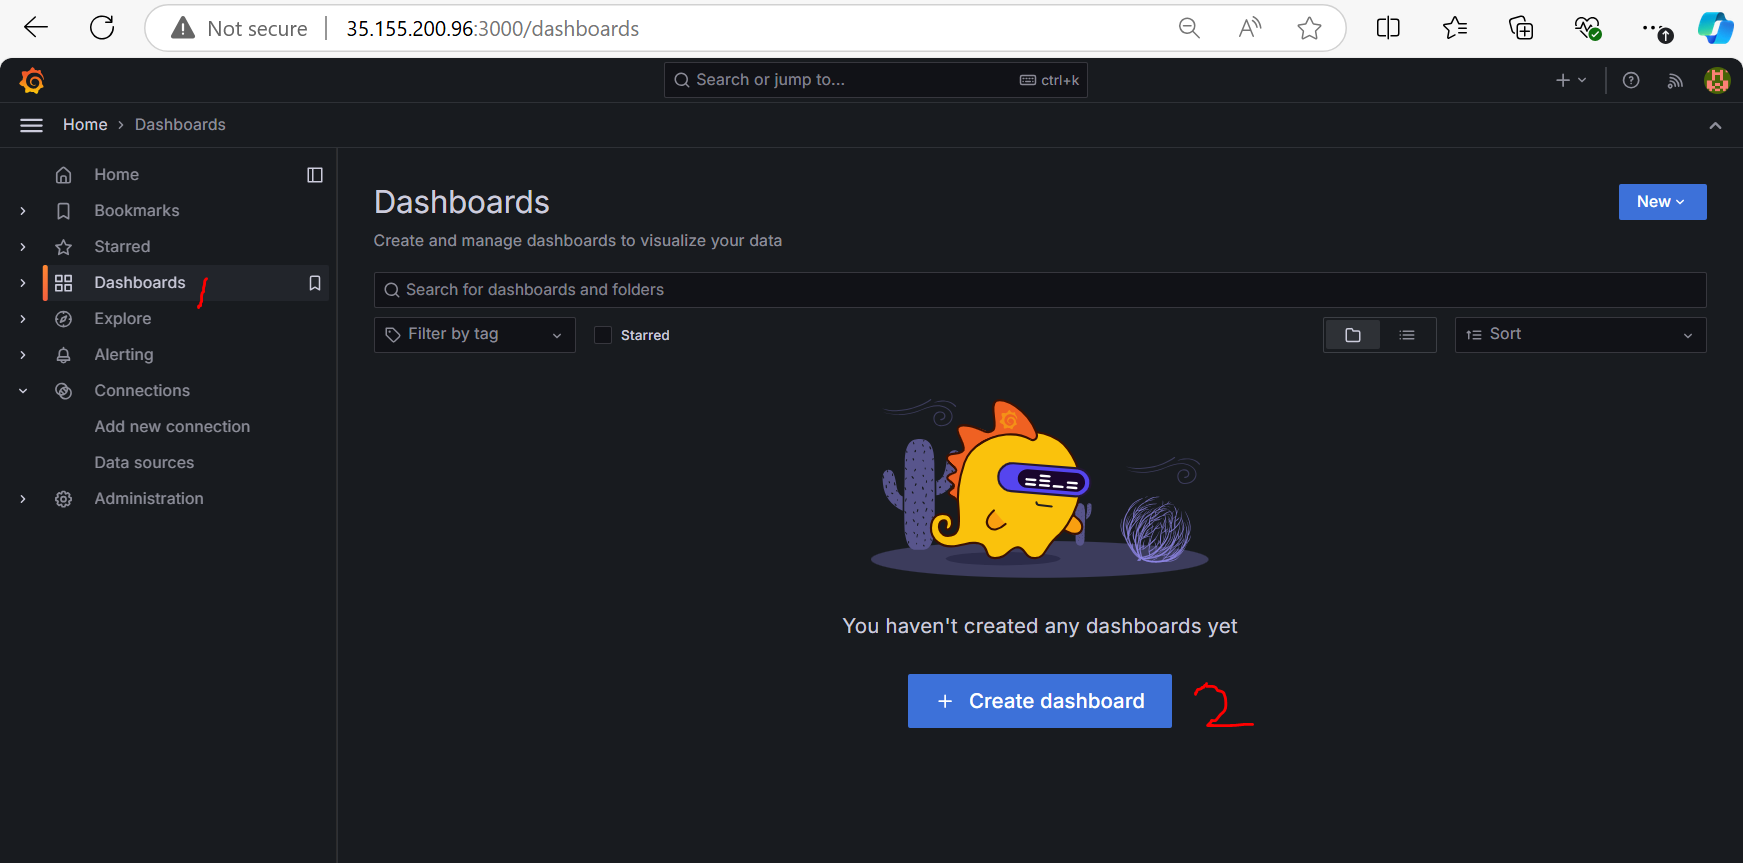 Not secure | 35.155.200.96:3000/dashboards
Search or jump to... ctrl+k
Home › Dashboards
Home
Bookmarks
Starred
Dashboards 1
Explore
Alerting
Connections
Add new connection
Data sources
Administration
Dashboards
New
Create and manage dashboards to visualize your data
Search for dashboards and folders
Filter by tag Starred Sort
You haven't created any dashboards yet
+ Create dashboard 2